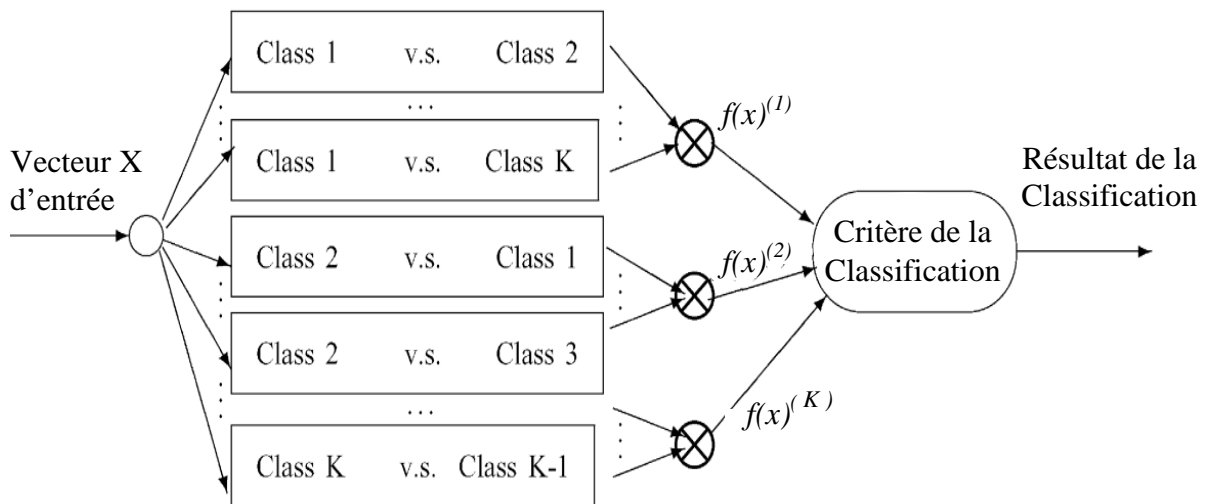 Vecteur X
d'entrée
Class 1 v.s. Class 2
...
Class 1 v.s. Class K
Class 2 v.s. Class 1
Class 2 v.s. Class 3
...
Class K v.s. Class K-1
f(x)^(1)
f(x)^(2)
f(x)^(K)
Critère de la
Classification
Résultat de la
Classification